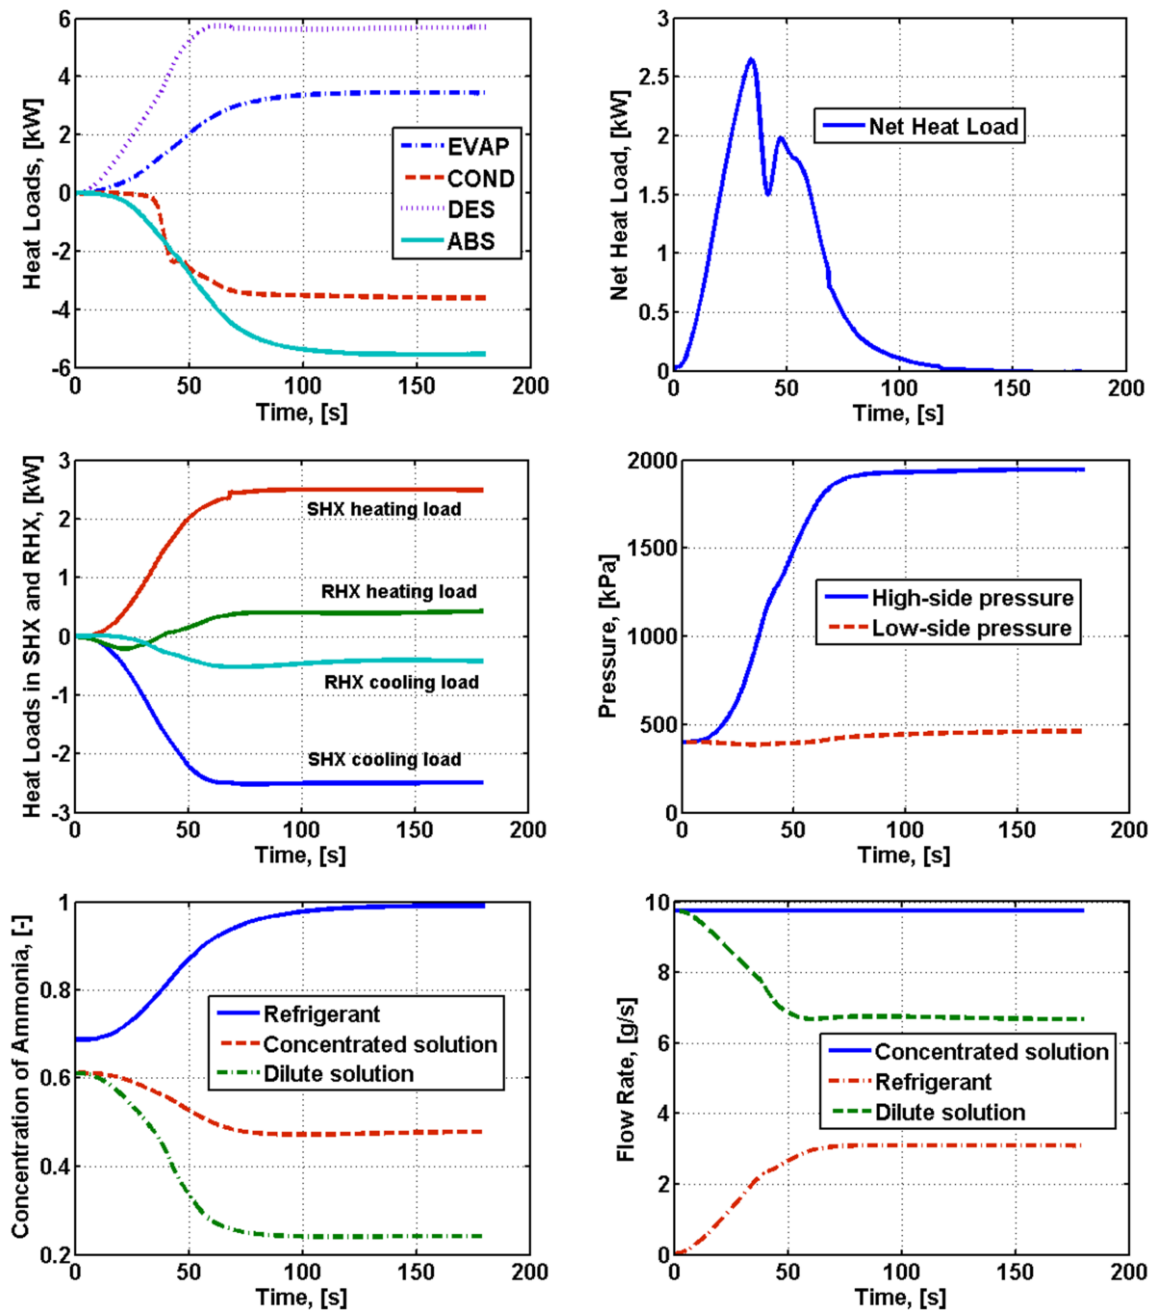 6
4
2
0
-2
-4
-6
Heat Loads, [kW]
EVAP
COND
DES
ABS
0
50
100
150
200
Time, [s]
3
2.5
2
1.5
1
0.5
0
Net Heat Load, [kW]
Net Heat Load
0
50
100
150
200
Time, [s]
3
2
1
0
-1
-2
-3
Heat Loads in SHX and RHX, [kW]
SHX heating load
RHX heating load
RHX cooling load
SHX cooling load
0
50
100
150
200
Time, [s]
2000
1500
1000
500
0
Pressure, [kPa]
High-side pressure
Low-side pressure
0
50
100
150
200
Time, [s]
1
0.8
0.6
0.4
0.2
Concentration of Ammonia, [-]
Refrigerant
Concentrated solution
Dilute solution
0
50
100
150
200
Time, [s]
10
8
6
4
2
0
Flow Rate, [g/s]
Concentrated solution
Refrigerant
Dilute solution
0
50
100
150
200
Time, [s]